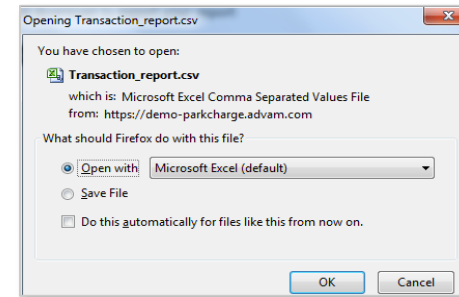 Opening Transaction_report.csv
You have chosen to open:
Transaction_report.csv
which is: Microsoft Excel Comma Separated Values File
from: https://demo-parkcharge.advam.com
What should Firefox do with this file?
Open with Microsoft Excel (default)
Save File
Do this automatically for files like this from now on.
OK Cancel